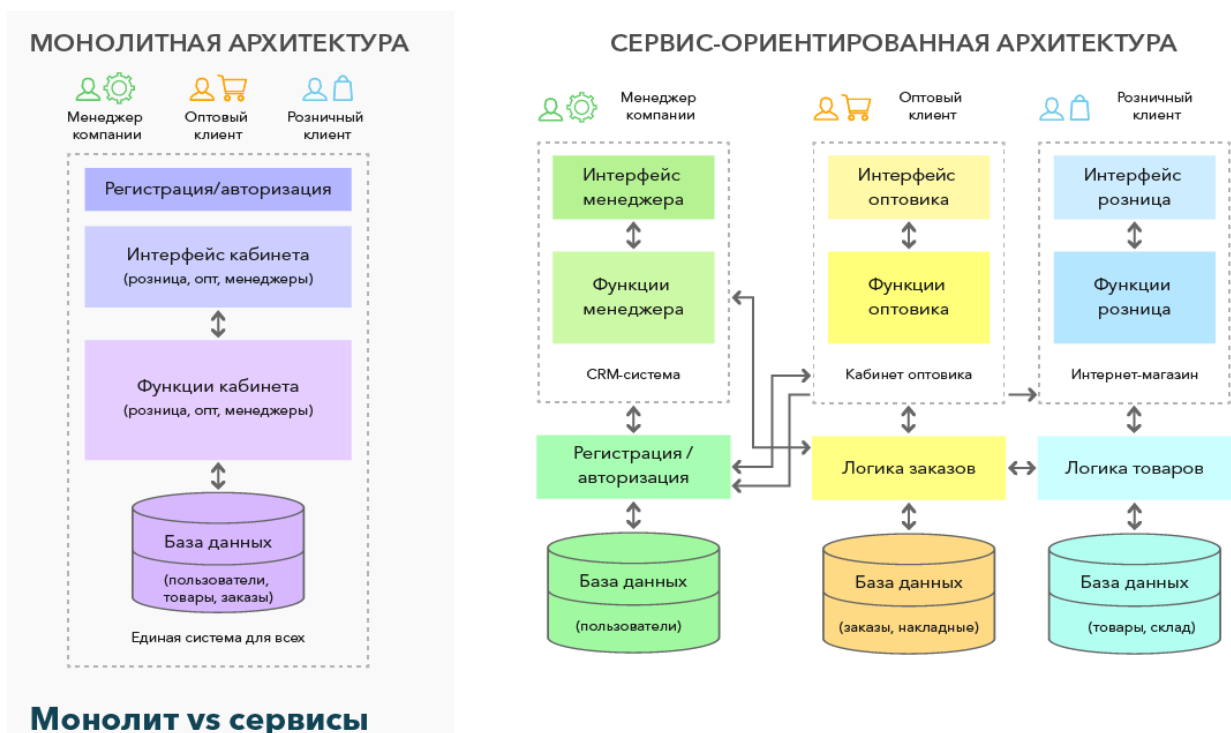 МОНОЛИТНАЯ АРХИТЕКТУРА
Менеджер
компании
Оптовый
клиент
Розничный
клиент
Регистрация/авторизация
Интерфейс кабинета
(розница, опт, менеджеры)
Функции кабинета
(розница, опт, менеджеры)
База данных
(пользователи,
товары, заказы)
Единая система для всех
Монолит vs сервисы
СЕРВИС-ОРИЕНТИРОВАННАЯ АРХИТЕКТУРА
Менеджер
компании
Оптовый
клиент
Розничный
клиент
Интерфейс
менеджера
Интерфейс
оптовика
Интерфейс
розница
Функции
менеджера
Функции
оптовика
Функции
розница
CRM-система
Кабинет оптовика
Интернет-магазин
Регистрация /
авторизация
Логика заказов
Логика товаров
База данных
(пользователи)
База данных
(заказы, накладные)
База данных
(товары, склад)